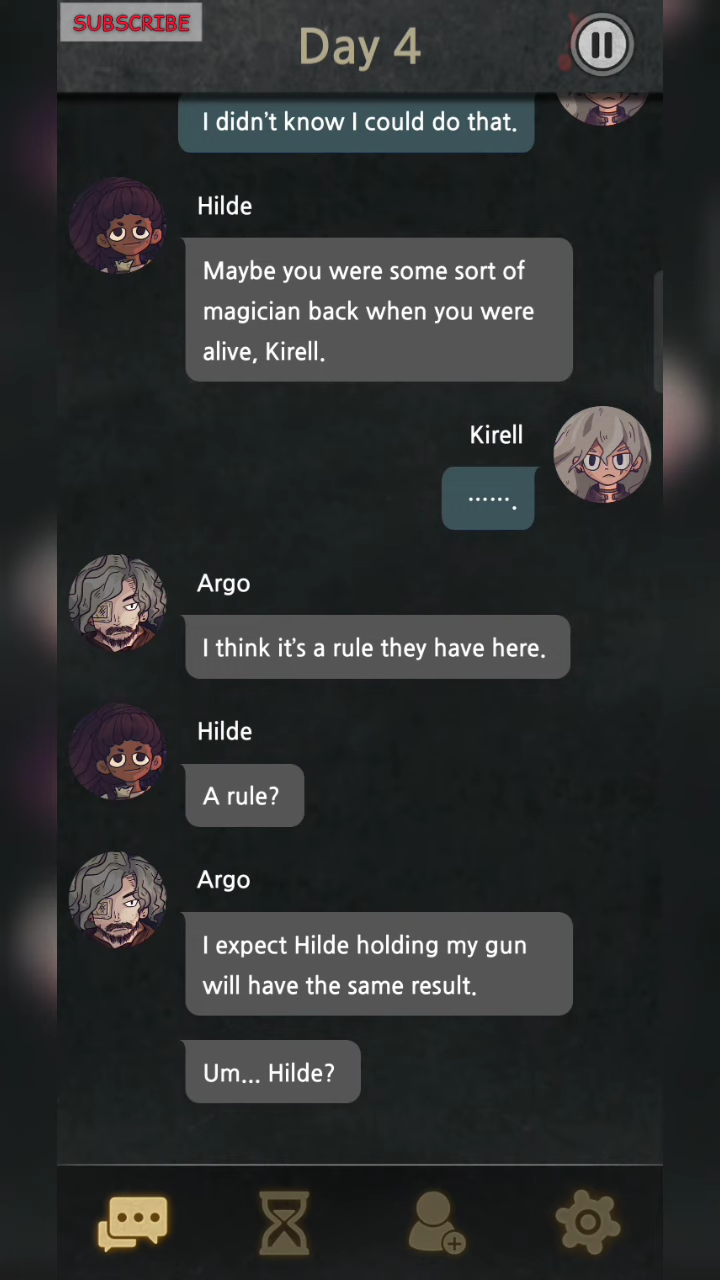 SUBSCRIBE
Day 4
I didn't know I could do that.
Hilde
Maybe you were some sort of
magician back when you were
alive, Kirell.
Kirell
…….
Argo
I think it's a rule they have here.
Hilde
A rule?
Argo
I expect Hilde holding my gun
will have the same result.
Um... Hilde?